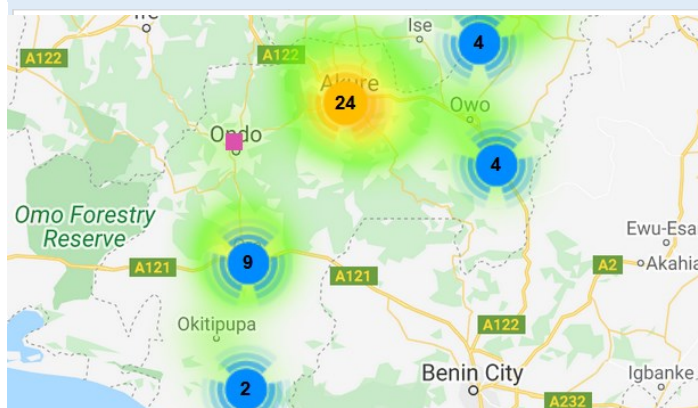 Ise
4
A122
A122
Akure
24
Owo
Ondo
4
Omo Forestry
Reserve
Ewu-Esa
9
A121
A2
Akahia
A121
Okitipupa
A122
2
Benin City
Igbanke
A232